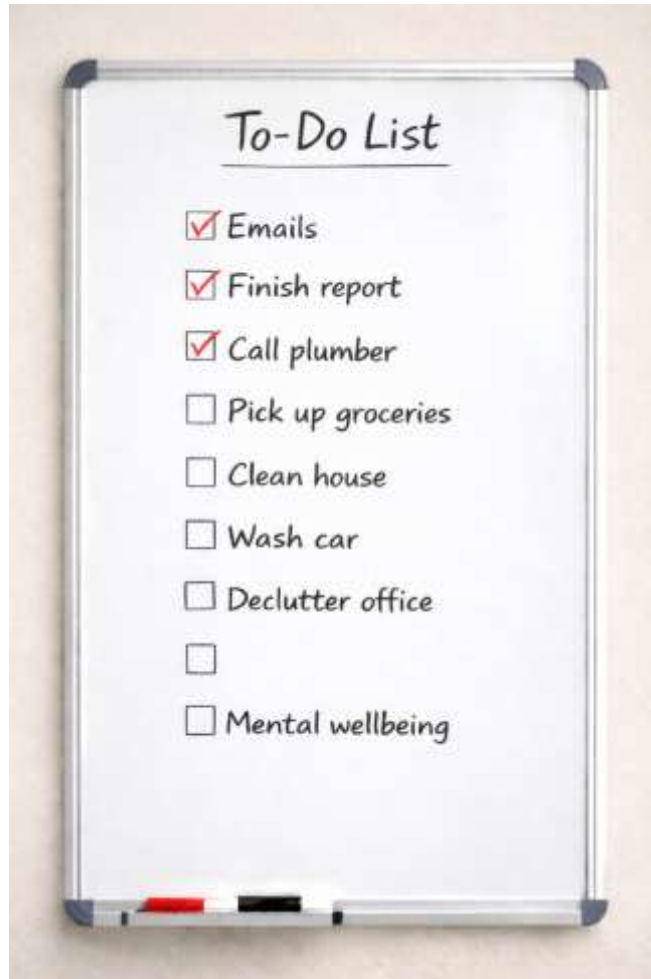 To-Do List
Emails
Finish report
Call plumber
Pick up groceries
Clean house
Wash car
Declutter office
Mental wellbeing